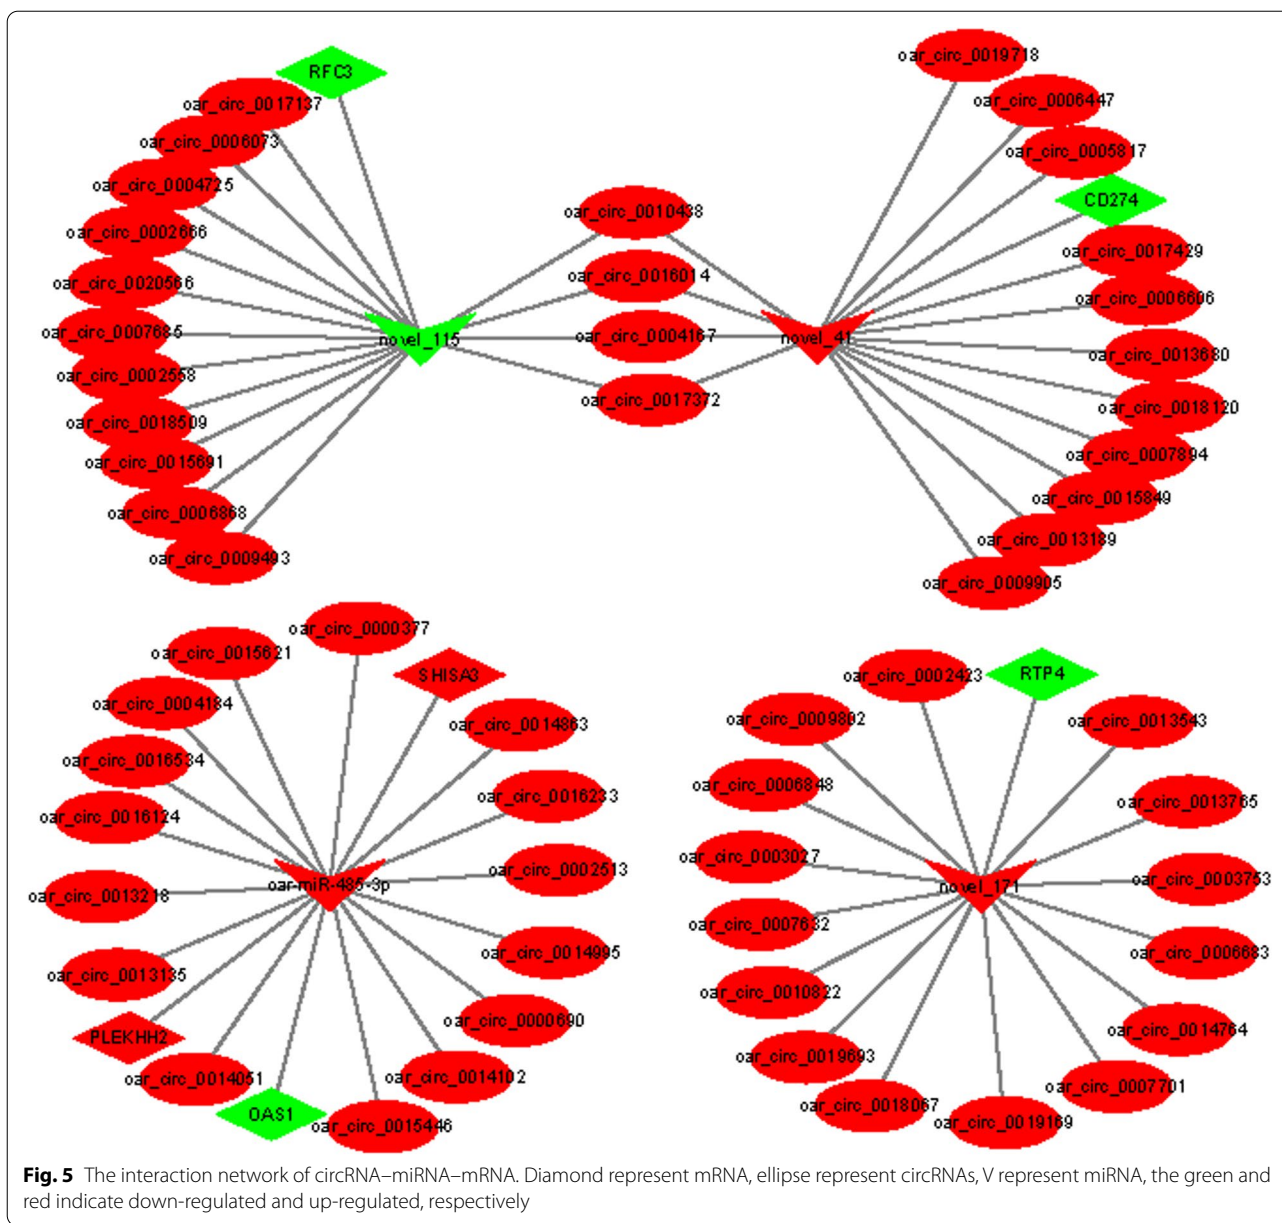 RFC3
oar_circ_0017137
oar_circ_0006073
oar_circ_0004725
oar_circ_0002666
oar_circ_0020566
oar_circ_0007685
oar_circ_0002558
oar_circ_0018509
oar_circ_0015691
oar_circ_0006868
oar_circ_0009493
novel_115
oar_circ_0010438
oar_circ_0016014
oar_circ_0004167
oar_circ_0017372
novel_41
oar_circ_0019718
oar_circ_0006447
oar_circ_0005817
CD274
oar_circ_0017429
oar_circ_0006606
oar_circ_0013680
oar_circ_0018120
oar_circ_0007894
oar_circ_0015849
oar_circ_0013189
oar_circ_0009905
oar_circ_0000377
oar_circ_0015621
SHISA3
oar_circ_0004184
oar_circ_0014863
oar_circ_0016534
oar_circ_0016233
oar_circ_0016124
oar_circ_0002513
oar-miR-485-3p
oar_circ_0013218
oar_circ_0014995
oar_circ_0013135
oar_circ_0000690
PLEKHH2
oar_circ_0014051
oar_circ_0014102
OAS1
oar_circ_0015446
oar_circ_0002423
RTP4
oar_circ_0009802
oar_circ_0013543
oar_circ_0006848
oar_circ_0013765
oar_circ_0003027
oar_circ_0003753
novel_171
oar_circ_0007632
oar_circ_0006683
oar_circ_0010822
oar_circ_0014764
oar_circ_0019693
oar_circ_0007701
oar_circ_0018067
oar_circ_0019169
Fig. 5 The interaction network of circRNA–miRNA–mRNA. Diamond represent mRNA, ellipse represent circRNAs, V represent miRNA, the green and
red indicate down-regulated and up-regulated, respectively